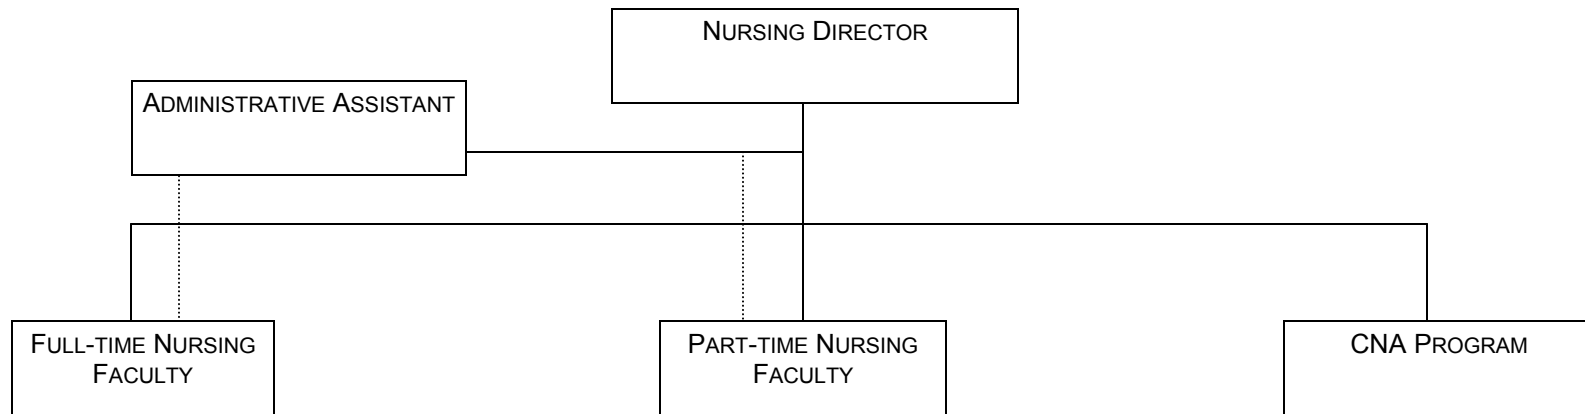 NURSING DIRECTOR
ADMINISTRATIVE ASSISTANT
FULL-TIME NURSING
FACULTY
PART-TIME NURSING
FACULTY
CNA PROGRAM